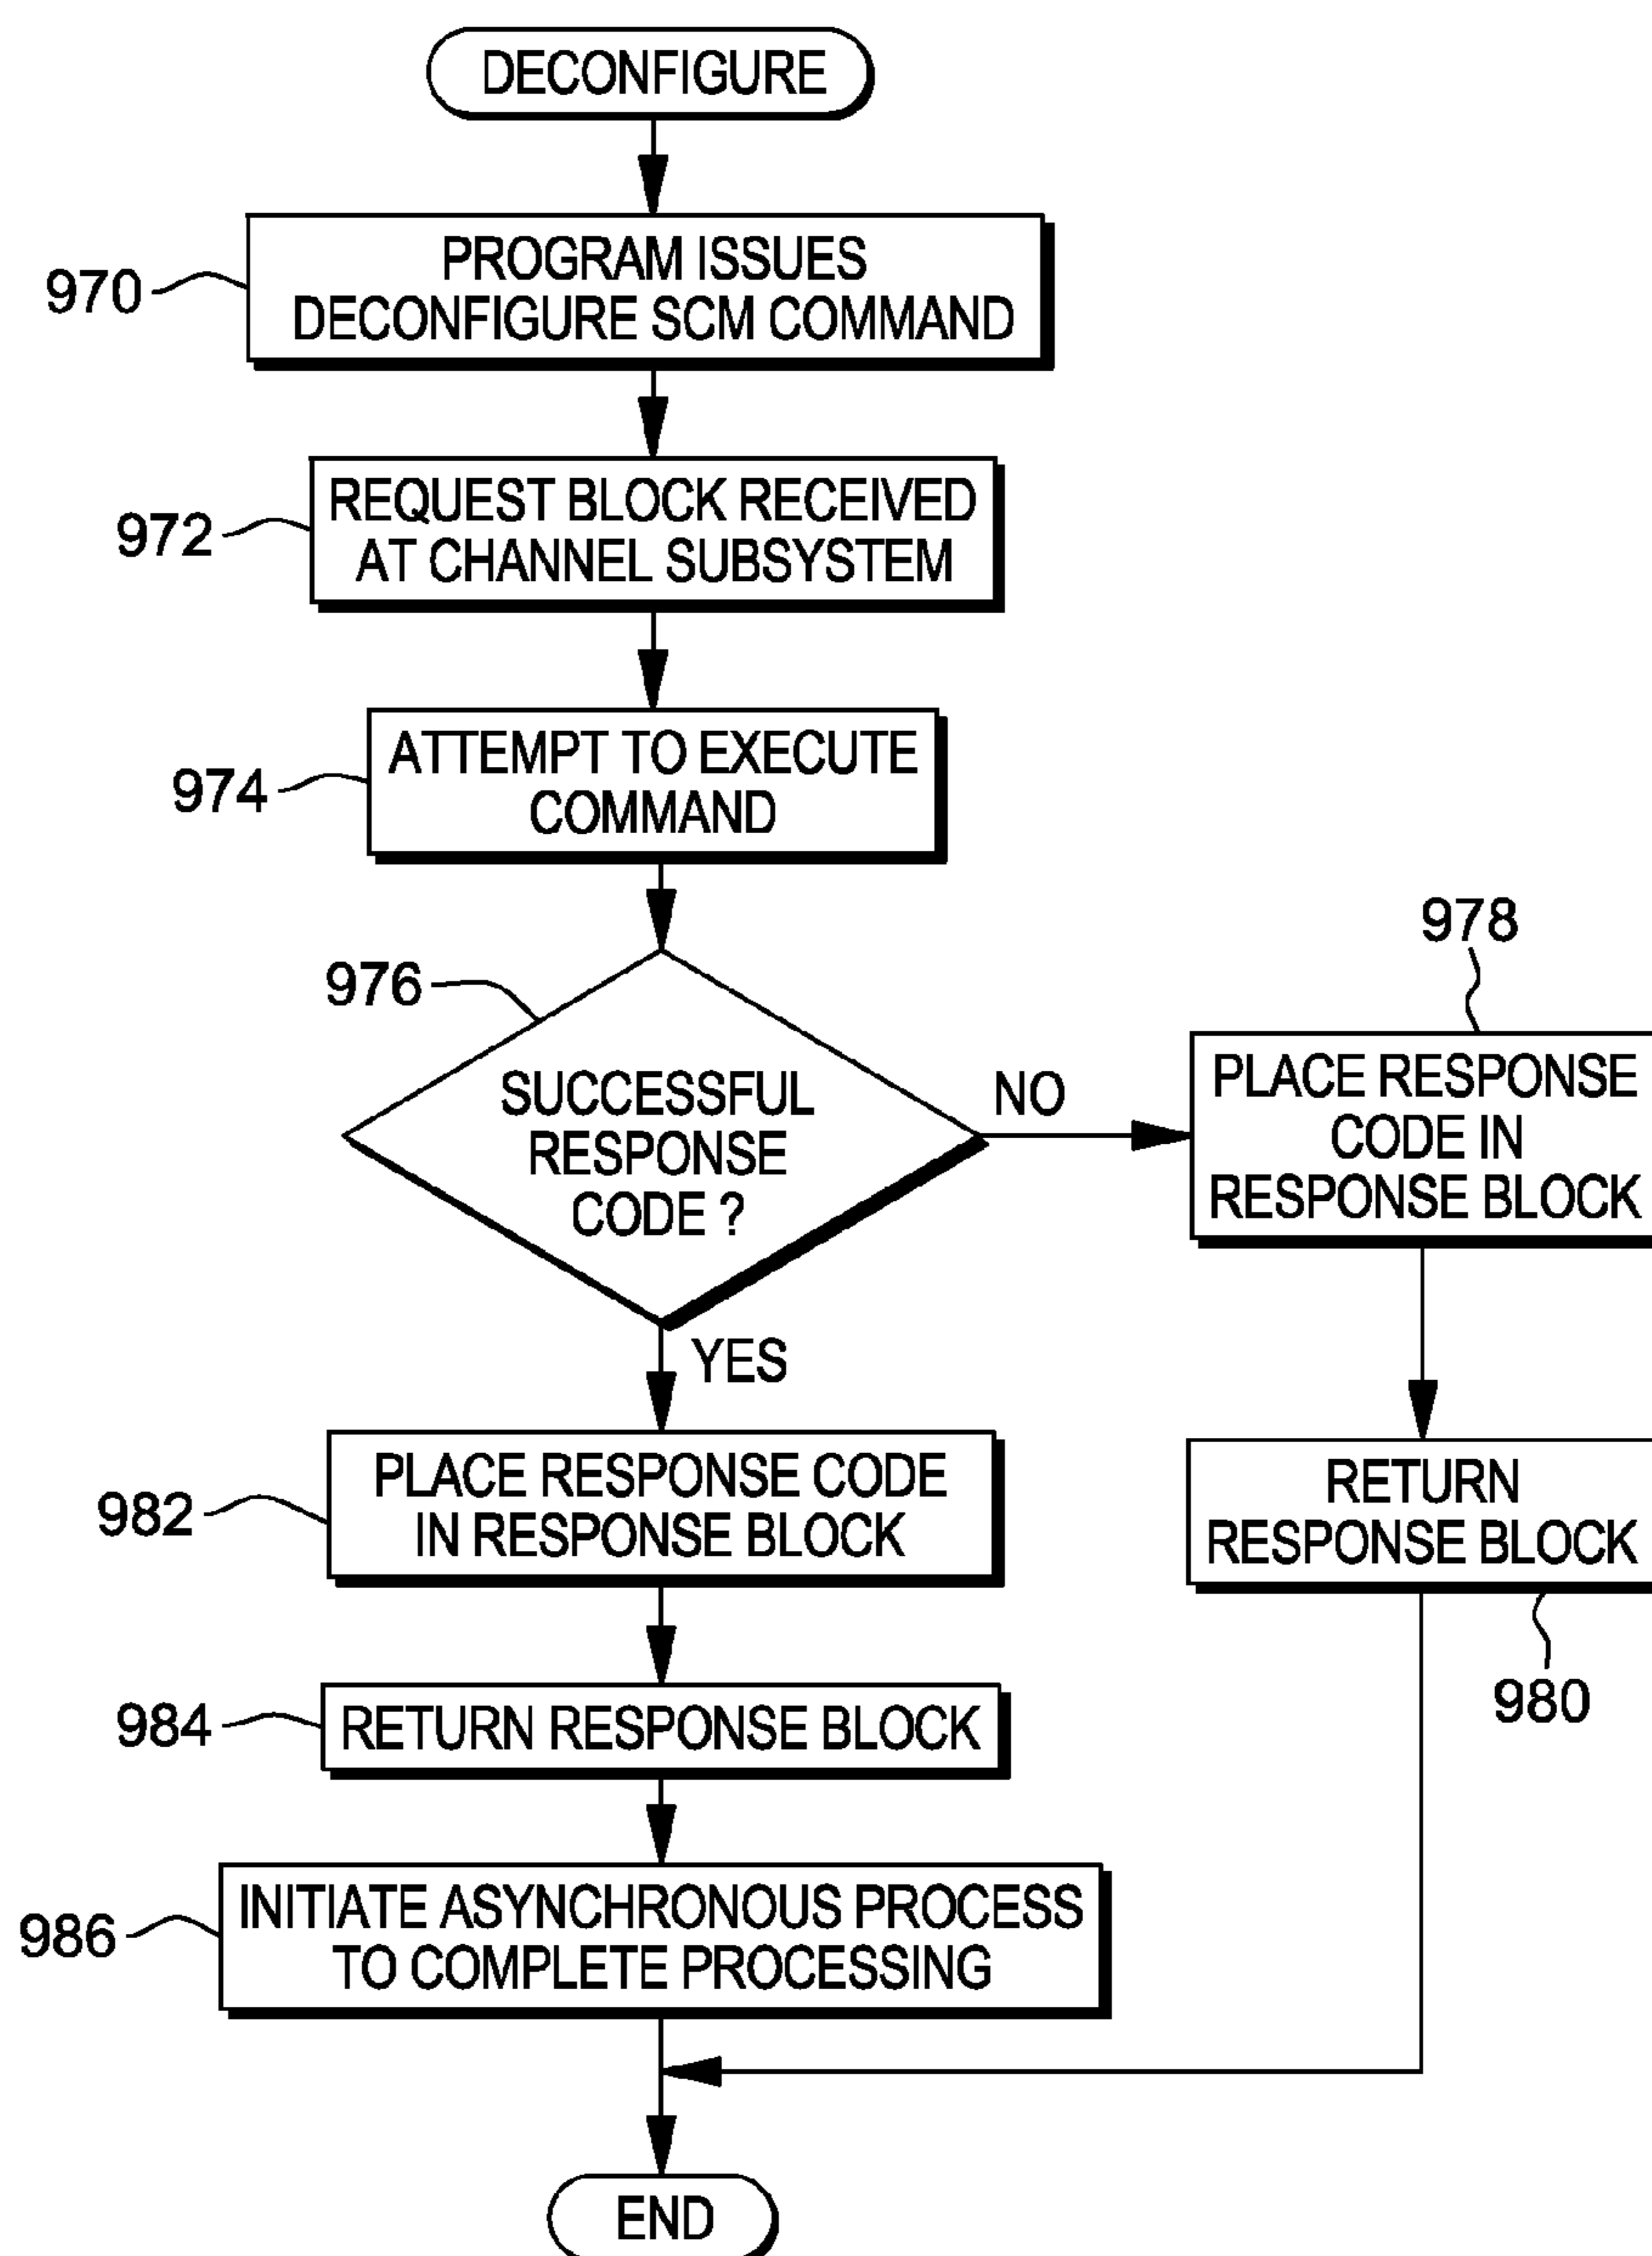 DECONFIGURE
970
PROGRAM ISSUES
DECONFIGURE SCM COMMAND
972
REQUEST BLOCK RECEIVED
AT CHANNEL SUBSYSTEM
974
ATTEMPT TO EXECUTE
COMMAND
976
SUCCESSFUL
RESPONSE
CODE ?
NO
978
PLACE RESPONSE
CODE IN
RESPONSE BLOCK
RETURN
RESPONSE BLOCK
980
YES
982
PLACE RESPONSE CODE
IN RESPONSE BLOCK
984
RETURN RESPONSE BLOCK
986
INITIATE ASYNCHRONOUS PROCESS
TO COMPLETE PROCESSING
END